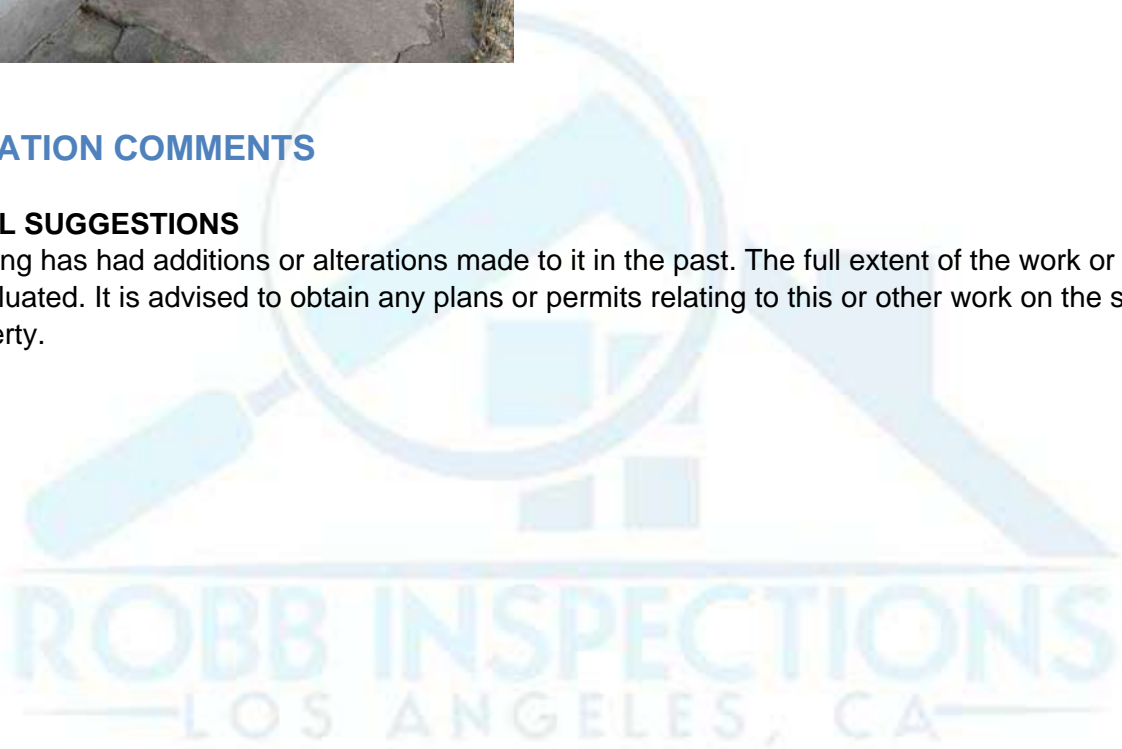 ATION COMMENTS
L SUGGESTIONS
ng has had additions or alterations made to it in the past. The full extent of the work or
luated. It is advised to obtain any plans or permits relating to this or other work on the s
erty.
ROBB INSPECTIONS
LOS ANGELES, CA